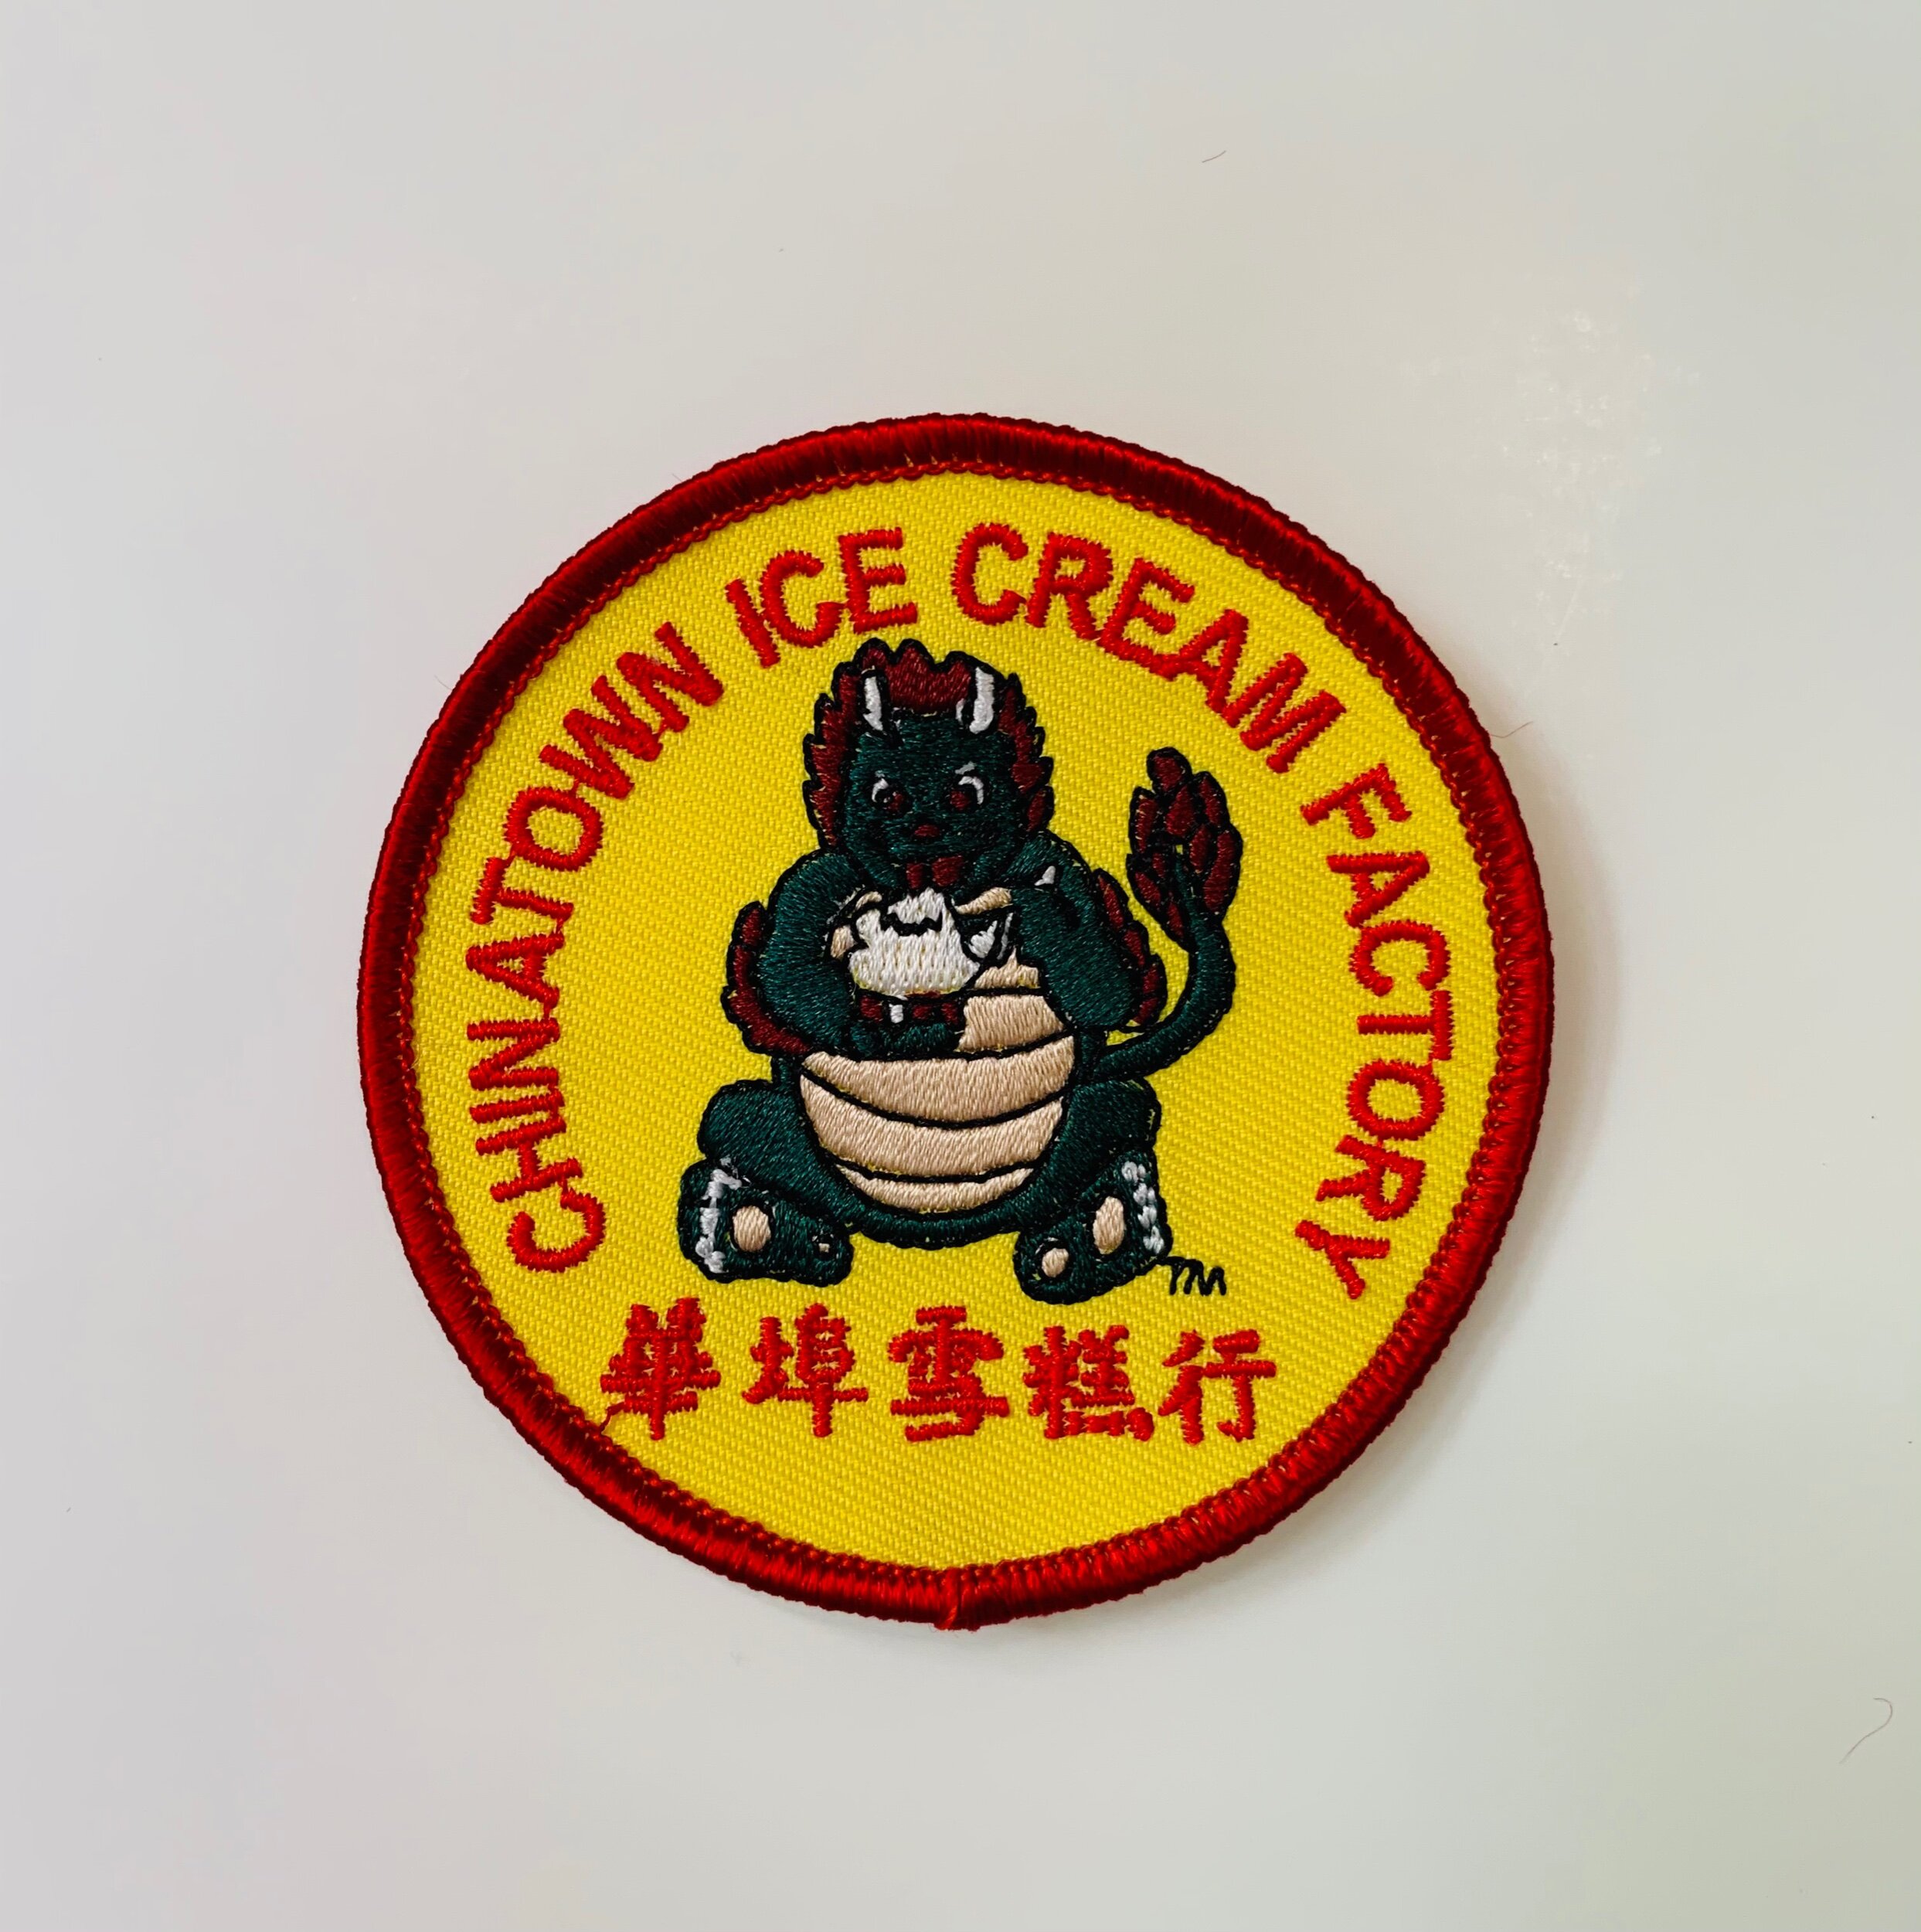 CHINATOWN ICE CREAM FACTORY
TM
華埠雪糕行